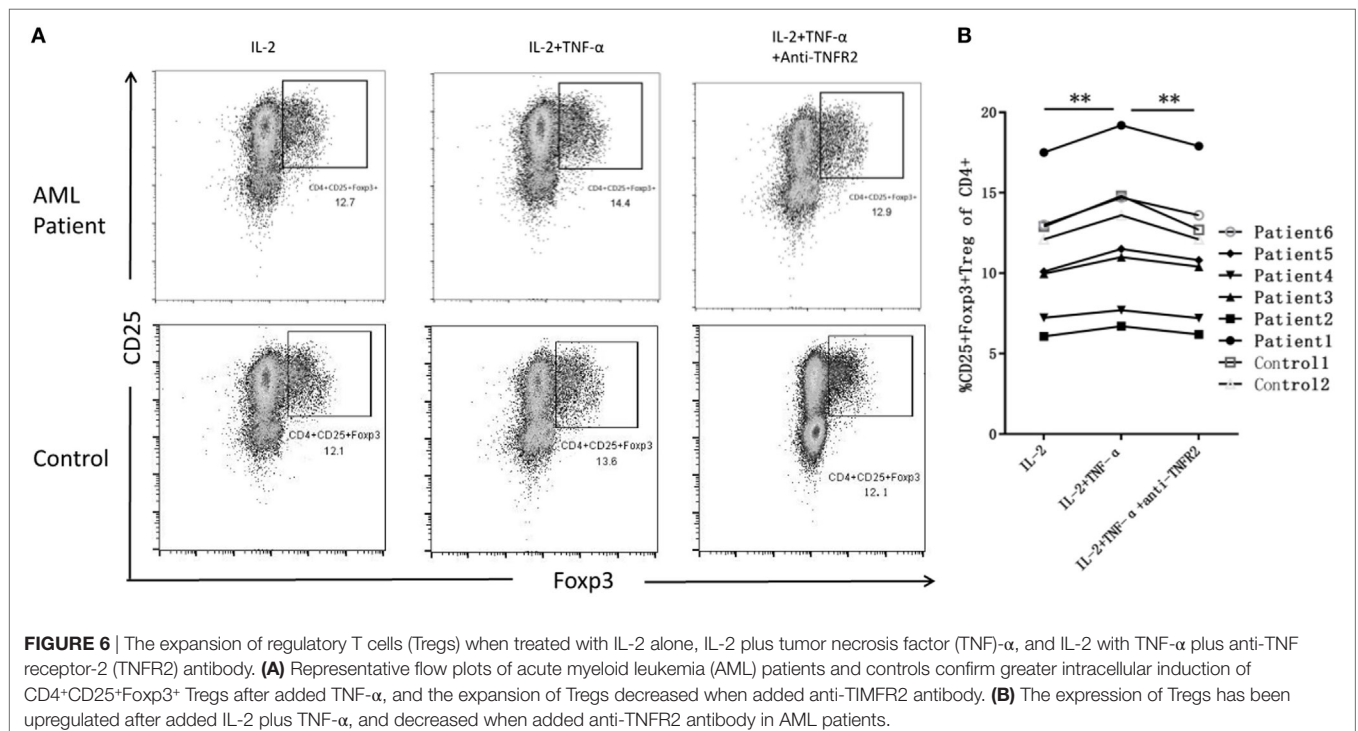 A
IL-2
IL-2+TNF-α
IL-2+TNF-α
+Anti-TNFR2
AML
Patient
CD4+CD25+Foxp3+
12.7
CD4+CD25+Foxp3+
14.4
CD4+CD25+Foxp3+
12.9
CD25
Control
CD4+CD25+Foxp3
12.1
CD4+CD25+Foxp3
13.6
CD4+CD25+Foxp3
12.1
Foxp3
B
** **
%CD25+Foxp3+Treg of CD4+
20
15
10
5
0
IL-2
IL-2+TNF-α
IL-2+TNF-α+anti-TNFR2
Patient6
Patient5
Patient4
Patient3
Patient2
Patient1
Control1
Control2
FIGURE 6 | The expansion of regulatory T cells (Tregs) when treated with IL-2 alone, IL-2 plus tumor necrosis factor (TNF)-α, and IL-2 with TNF-α plus anti-TNF
receptor-2 (TNFR2) antibody. (A) Representative flow plots of acute myeloid leukemia (AML) patients and controls confirm greater intracellular induction of
CD4⁺CD25⁺Foxp3⁺ Tregs after added TNF-α, and the expansion of Tregs decreased when added anti-TIMFR2 antibody. (B) The expression of Tregs has been
upregulated after added IL-2 plus TNF-α, and decreased when added anti-TNFR2 antibody in AML patients.